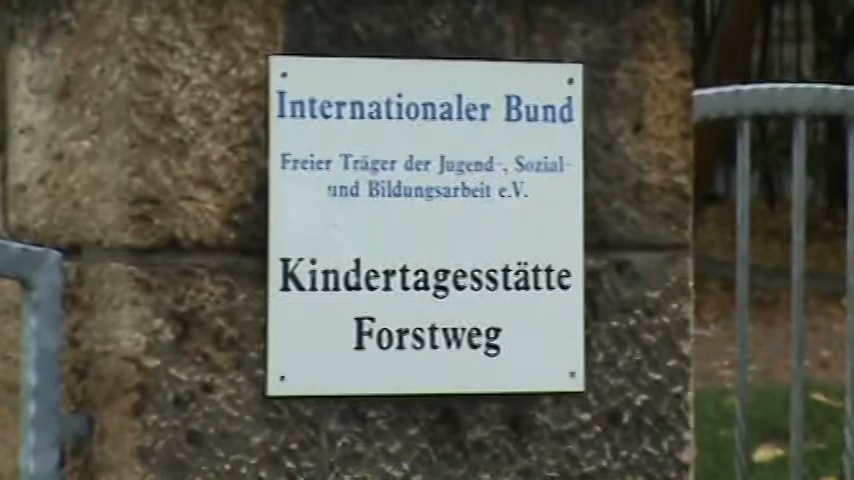 Internationaler Bund
Freier Träger der Jugend-, Sozial-
und Bildungsarbeit e.V.
Kindertagesstätte
Forstweg